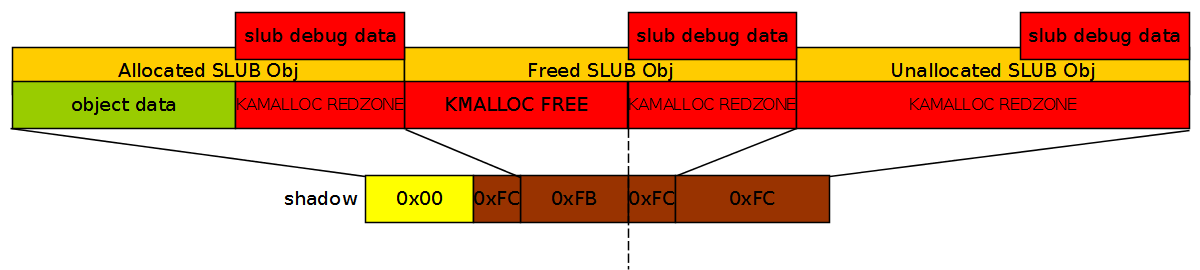 slub debug data
slub debug data
slub debug data
Allocated SLUB Obj
Freed SLUB Obj
Unallocated SLUB Obj
object data
KAMALLOC REDZONE
KMALLOC FREE
KAMALLOC REDZONE
KAMALLOC REDZONE
shadow
0x00
0xFC
0xFB
0xFC
0xFC